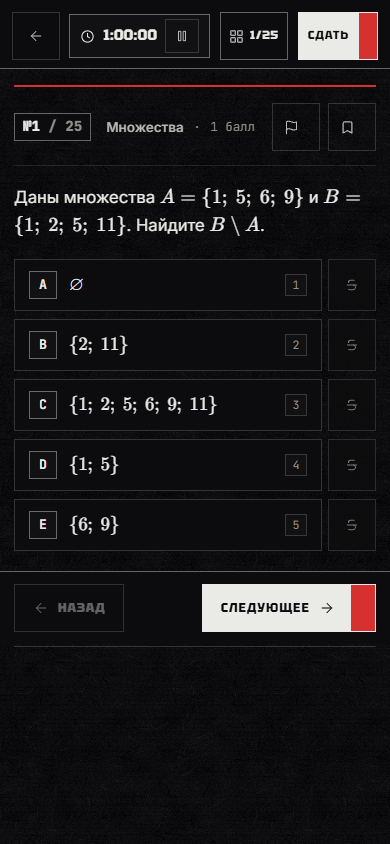 1:00:00 1/25 СДАТЬ
№1 / 25 Множества · 1 балл
Даны множества A = {1; 5; 6; 9} и B =
{1; 2; 5; 11}. Найдите B \ A.
A ∅ 1
B {2; 11} 2
C {1; 2; 5; 6; 9; 11} 3
D {1; 5} 4
E {6; 9} 5
НАЗАД СЛЕДУЮЩЕЕ